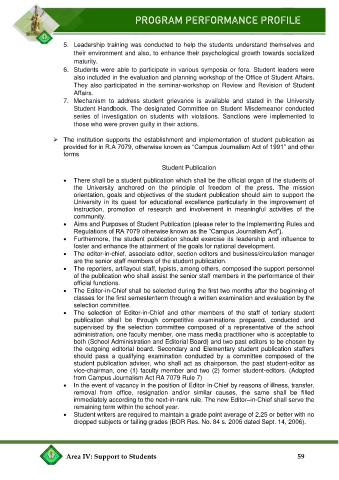 PROGRAM PERFORMANCE PROFILE
5. Leadership training was conducted to help the students understand themselves and
their environment and also, to enhance their psychological growth towards socialized
maturity.
6. Students were able to participate in various symposia or fora. Student leaders were
also included in the evaluation and planning workshop of the Office of Student Affairs.
They also participated in the seminar-workshop on Review and Revision of Student
Affairs.
7. Mechanism to address student grievance is available and stated in the University
Student Handbook. The designated Committee on Student Misdemeanor conducted
series of investigation on students with violations. Sanctions were implemented to
those who were proven guilty in their actions.
➢ The institution supports the establishment and implementation of student publication as
provided for in R.A 7079, otherwise known as “Campus Journalism Act of 1991” and other
forms
Student Publication
• There shall be a student publication which shall be the official organ of the students of
the University anchored on the principle of freedom of the press. The mission
orientation, goals and objectives of the student publication should aim to support the
University in its quest for educational excellence particularly in the improvement of
instruction, promotion of research and involvement in meaningful activities of the
community.
• Aims and Purposes of Student Publication (please refer to the Implementing Rules and
Regulations of RA 7079 otherwise known as the "Campus Journalism Act").
• Furthermore, the student publication should exercise its leadership and influence to
foster and enhance the attainment of the goals for national development.
• The editor-in-chief, associate editor, section editors and business/circulation manager
are the senior staff members of the student publication.
• The reporters, art/layout staff, typists, among others, composed the support personnel
of the publication who shall assist the senior staff members in the performance of their
official functions.
• The Editor-in-Chief shall be selected during the first two months after the beginning of
classes for the first semester/term through a written examination and evaluation by the
selection committee.
• The selection of Editor-in-Chief and other members of the staff of tertiary student
publication shall be through competitive examinations prepared, conducted and
supervised by the selection committee composed of a representative of the school
administration, one faculty member, one mass media practitioner who is acceptable to
both (School Administration and Editorial Board) and two past editors to be chosen by
the outgoing editorial board. Secondary and Elementary student publication staffers
should pass a qualifying examination conducted by a committee composed of the
student publication adviser, who shall act as chairperson, the past student-editor as
vice-chairman, one (1) faculty member and two (2) former student-editors. (Adopted
from Campus Journalism Act RA 7079 Rule 7)
• In the event of vacancy in the position of Editor-in-Chief by reasons of illness, transfer,
removal from office, resignation and/or similar causes, the same shall be filled
immediately according to the next-in-rank rule. The new Editor–in-Chief shall serve the
remaining term within the school year.
• Student writers are required to maintain a grade point average of 2.25 or better with no
dropped subjects or failing grades (BOR Res. No. 84 s. 2006 dated Sept. 14, 2006).
Area IV: Support to Students 59